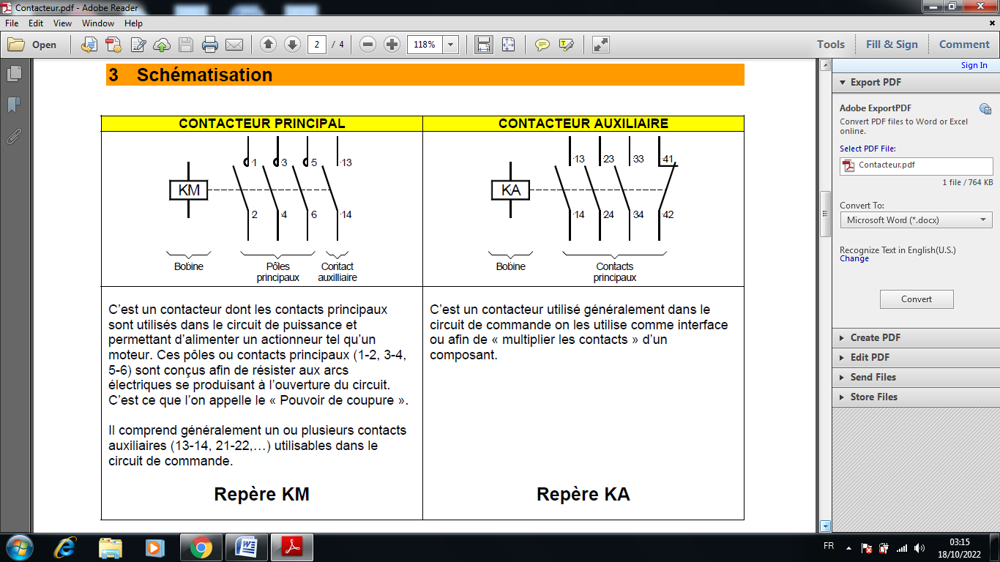 Contacteur.pdf - Adobe Reader
File Edit View Window Help
Open 2 / 4 118% Tools Fill & Sign Comment
Sign In
3 Schématisation
CONTACTEUR PRINCIPAL
KM
1 3 5 13
2 4 6 14
Bobine
Pôles
principaux
Contact
auxilliaire
C’est un contacteur dont les contacts principaux
sont utilisés dans le circuit de puissance et
permettant d’alimenter un actionneur tel qu’un
moteur. Ces pôles ou contacts principaux (1-2, 3-4,
5-6) sont conçus afin de résister aux arcs
électriques se produisant à l’ouverture du circuit.
C’est ce que l’on appelle le « Pouvoir de coupure ».
Il comprend généralement un ou plusieurs contacts
auxiliaires (13-14, 21-22,…) utilisables dans le
circuit de commande.
Repère KM
CONTACTEUR AUXILIAIRE
KA
13 23 33 41
14 24 34 42
Bobine
Contacts
principaux
C’est un contacteur utilisé généralement dans le
circuit de commande on les utilise comme interface
ou afin de « multiplier les contacts » d’un
composant.
Repère KA
Export PDF
Adobe ExportPDF
Convert PDF files to Word or Excel
online.
Select PDF File:
Contacteur.pdf
1 file / 764 KB
Convert To:
Microsoft Word (*.docx)
Recognize Text in English(U.S.)
Change
Convert
Create PDF
Edit PDF
Send Files
Store Files
FR
03:15
18/10/2022